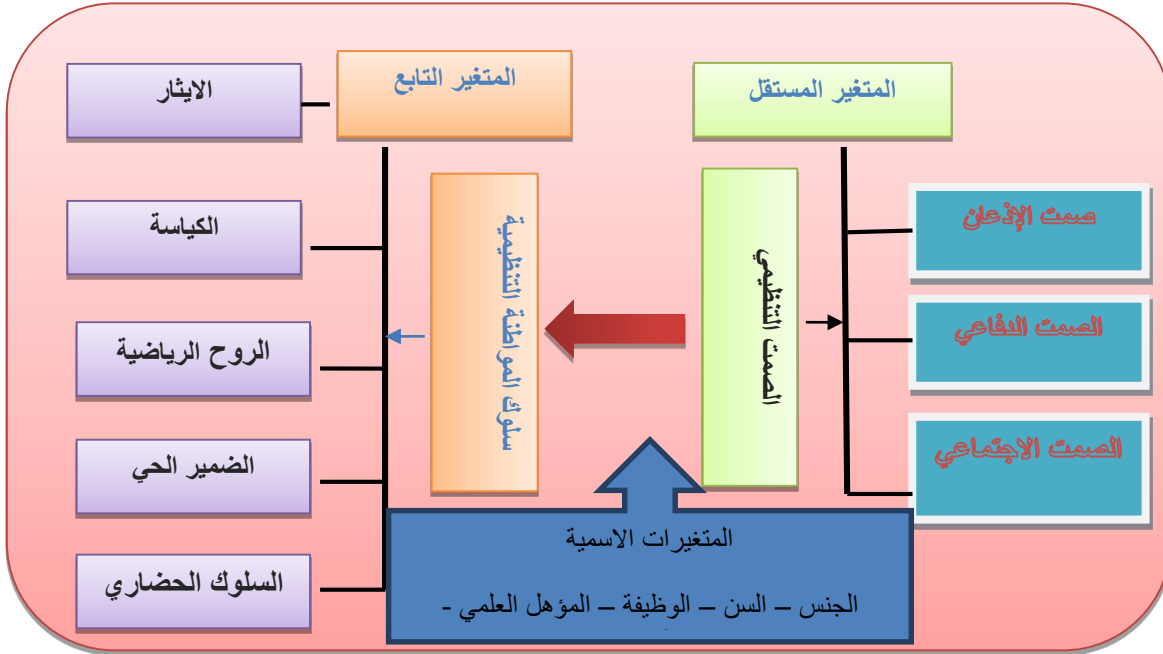 المتغير المستقل
المتغير التابع
الايثار
صمت الإذعان
الصمت الدفاعي
الصمت الاجتماعي
الصمت التنظيمي
سلوك المواطنة التنظيمية
الكياسة
الروح الرياضية
الضمير الحي
السلوك الحضاري
المتغيرات الاسمية
الجنس – السن – الوظيفة – المؤهل العلمي -